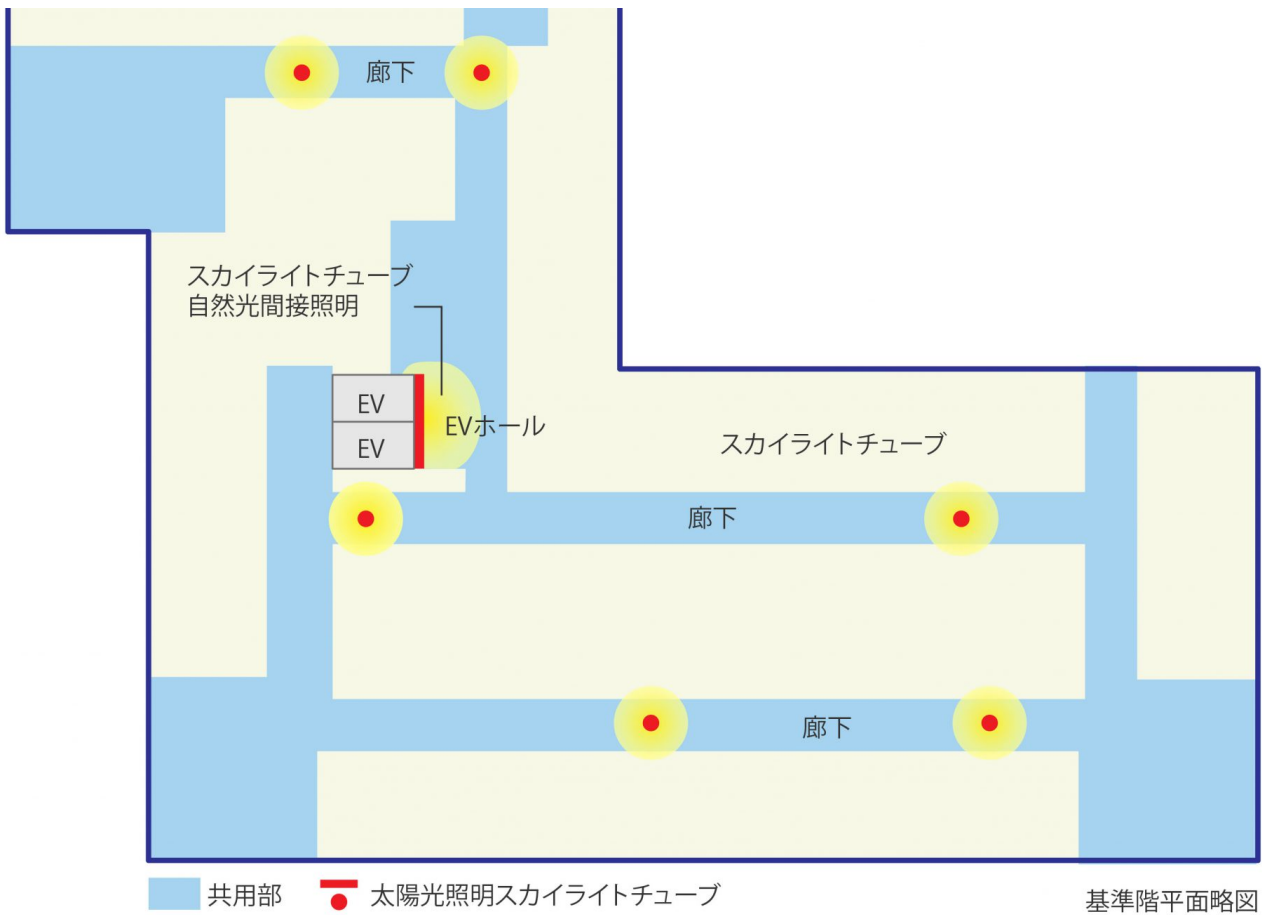 廊下
スカイライトチューブ
自然光間接照明
EV
EV
EVホール
スカイライトチューブ
廊下
廊下
共用部
太陽光照明スカイライトチューブ
基準階平面略図